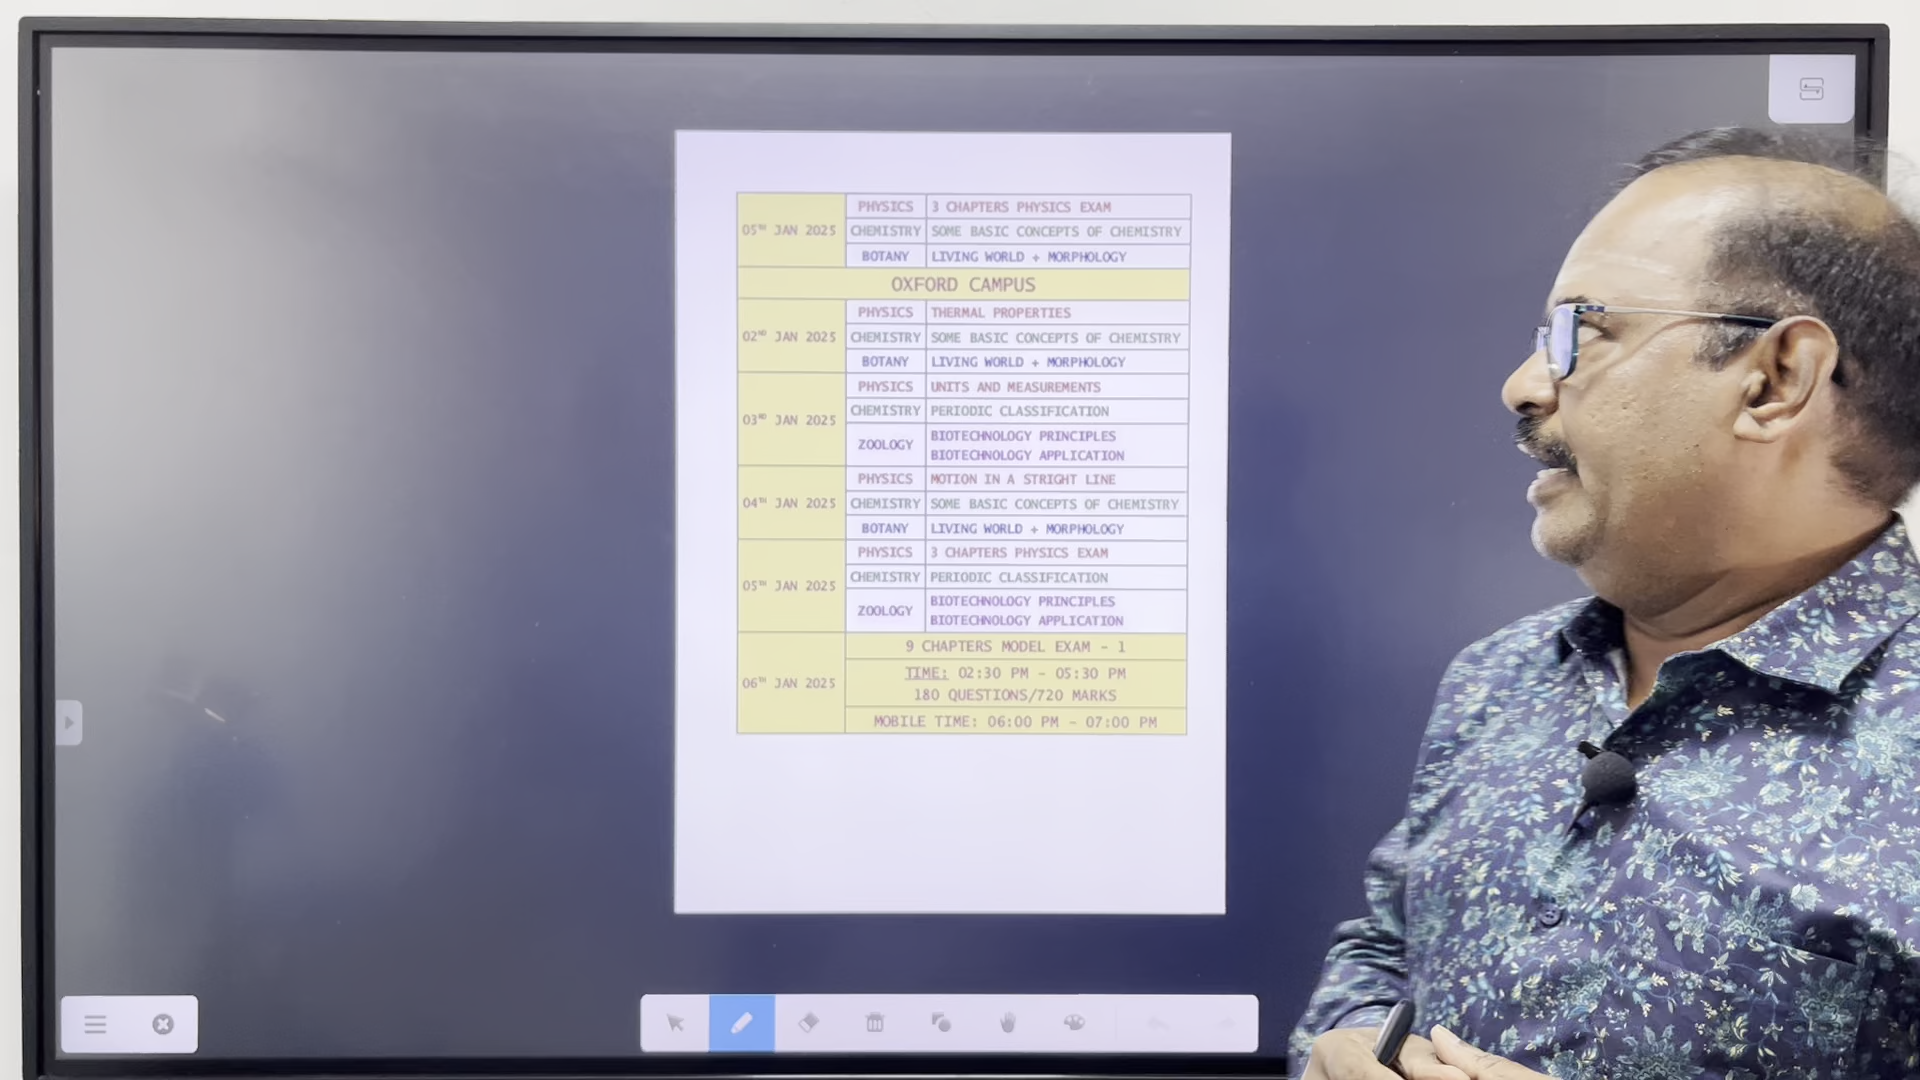 05TH JAN 2025
PHYSICS 3 CHAPTERS PHYSICS EXAM
CHEMISTRY SOME BASIC CONCEPTS OF CHEMISTRY
BOTANY LIVING WORLD + MORPHOLOGY
OXFORD CAMPUS
02ND JAN 2025
PHYSICS THERMAL PROPERTIES
CHEMISTRY SOME BASIC CONCEPTS OF CHEMISTRY
BOTANY LIVING WORLD + MORPHOLOGY
03RD JAN 2025
PHYSICS UNITS AND MEASUREMENTS
CHEMISTRY PERIODIC CLASSIFICATION
ZOOLOGY BIOTECHNOLOGY PRINCIPLES
BIOTECHNOLOGY APPLICATION
04TH JAN 2025
PHYSICS MOTION IN A STRIGHT LINE
CHEMISTRY SOME BASIC CONCEPTS OF CHEMISTRY
BOTANY LIVING WORLD + MORPHOLOGY
05TH JAN 2025
PHYSICS 3 CHAPTERS PHYSICS EXAM
CHEMISTRY PERIODIC CLASSIFICATION
ZOOLOGY BIOTECHNOLOGY PRINCIPLES
BIOTECHNOLOGY APPLICATION
06TH JAN 2025
9 CHAPTERS MODEL EXAM - 1
TIME: 02:30 PM - 05:30 PM
180 QUESTIONS/720 MARKS
MOBILE TIME: 06:00 PM - 07:00 PM